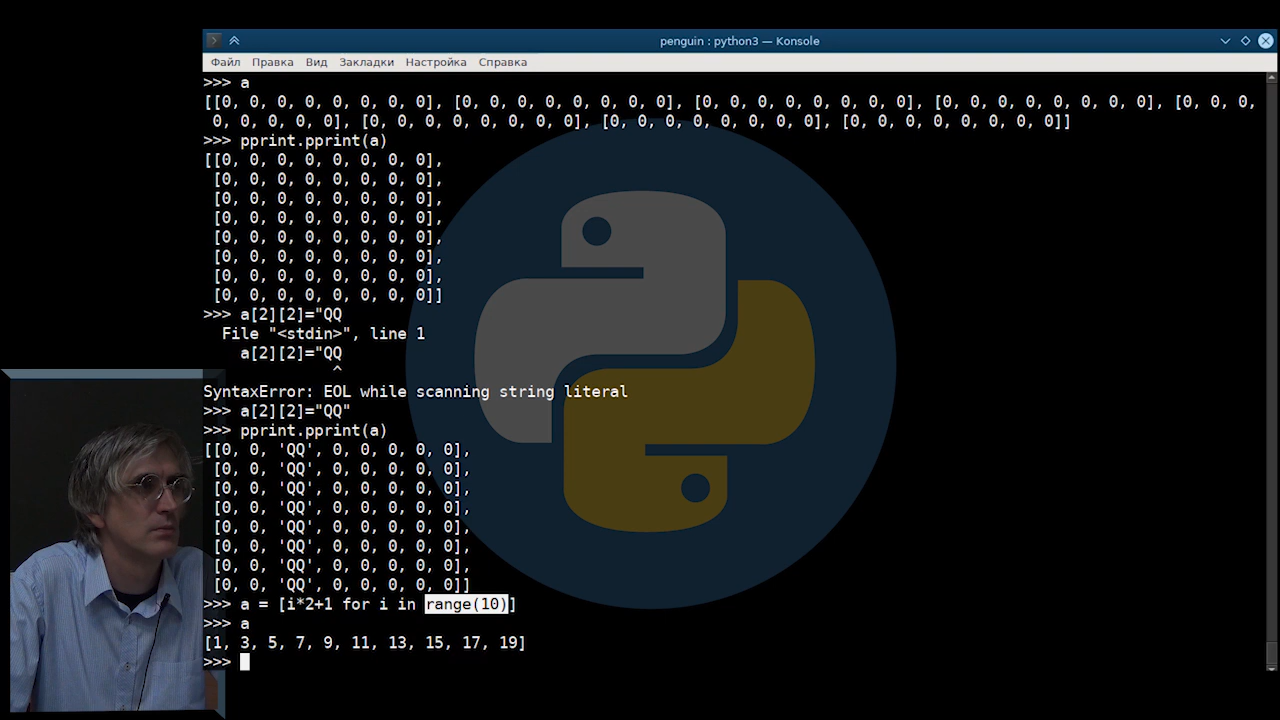 penguin : python3 — Konsole
Файл Правка Вид Закладки Настройка Справка
>>> a
[[0, 0, 0, 0, 0, 0, 0, 0], [0, 0, 0, 0, 0, 0, 0, 0], [0, 0, 0, 0, 0, 0, 0, 0], [0, 0, 0, 0, 0, 0, 0, 0], [0, 0, 0,
 0, 0, 0, 0, 0], [0, 0, 0, 0, 0, 0, 0, 0], [0, 0, 0, 0, 0, 0, 0, 0], [0, 0, 0, 0, 0, 0, 0, 0]]
>>> pprint.pprint(a)
[[0, 0, 0, 0, 0, 0, 0, 0],
 [0, 0, 0, 0, 0, 0, 0, 0],
 [0, 0, 0, 0, 0, 0, 0, 0],
 [0, 0, 0, 0, 0, 0, 0, 0],
 [0, 0, 0, 0, 0, 0, 0, 0],
 [0, 0, 0, 0, 0, 0, 0, 0],
 [0, 0, 0, 0, 0, 0, 0, 0],
 [0, 0, 0, 0, 0, 0, 0, 0]]
>>> a[2][2]="QQ
  File "<stdin>", line 1
    a[2][2]="QQ
              ^
SyntaxError: EOL while scanning string literal
>>> a[2][2]="QQ"
>>> pprint.pprint(a)
[[0, 0, 'QQ', 0, 0, 0, 0, 0],
 [0, 0, 'QQ', 0, 0, 0, 0, 0],
 [0, 0, 'QQ', 0, 0, 0, 0, 0],
 [0, 0, 'QQ', 0, 0, 0, 0, 0],
 [0, 0, 'QQ', 0, 0, 0, 0, 0],
 [0, 0, 'QQ', 0, 0, 0, 0, 0],
 [0, 0, 'QQ', 0, 0, 0, 0, 0],
 [0, 0, 'QQ', 0, 0, 0, 0, 0]]
>>> a = [i*2+1 for i in range(10)]
>>> a
[1, 3, 5, 7, 9, 11, 13, 15, 17, 19]
>>>